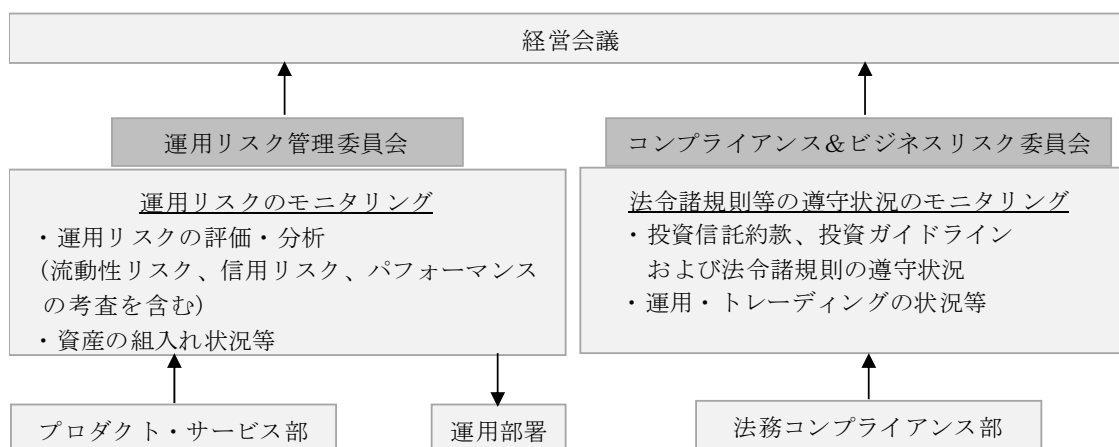 経営会議
運用リスク管理委員会
運用リスクのモニタリング
・運用リスクの評価・分析
(流動性リスク、信用リスク、パフォーマンス
の考査を含む)
・資産の組入れ状況等
コンプライアンス&ビジネスリスク委員会
法令諸規則等の遵守状況のモニタリング
・投資信託約款、投資ガイドライン
および法令諸規則の遵守状況
・運用・トレーディングの状況等
プロダクト・サービス部
運用部署
法務コンプライアンス部